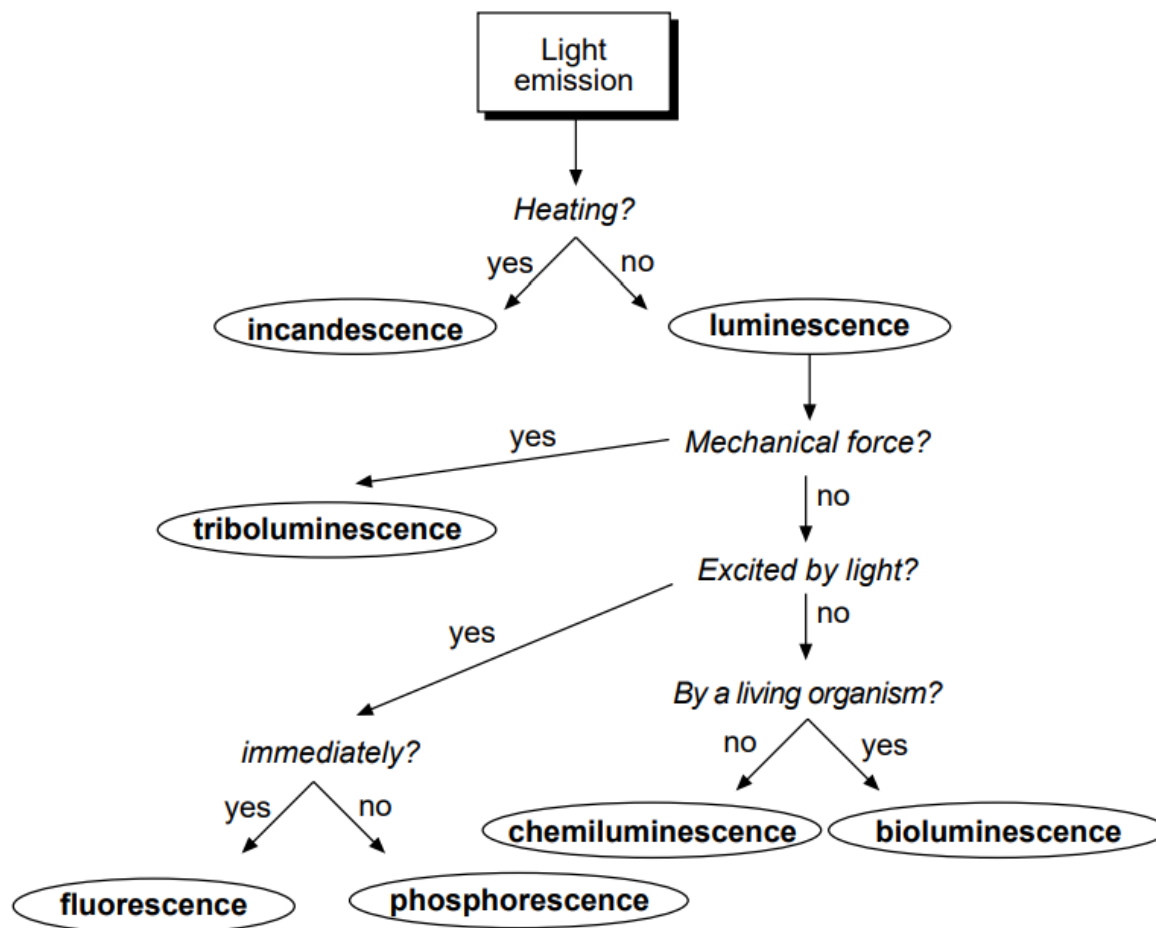 Light
emission
Heating?
yes
no
incandescence
luminescence
yes
Mechanical force?
no
triboluminescence
Excited by light?
yes
no
By a living organism?
immediately?
no
yes
yes
no
chemiluminescence
bioluminescence
fluorescence
phosphorescence